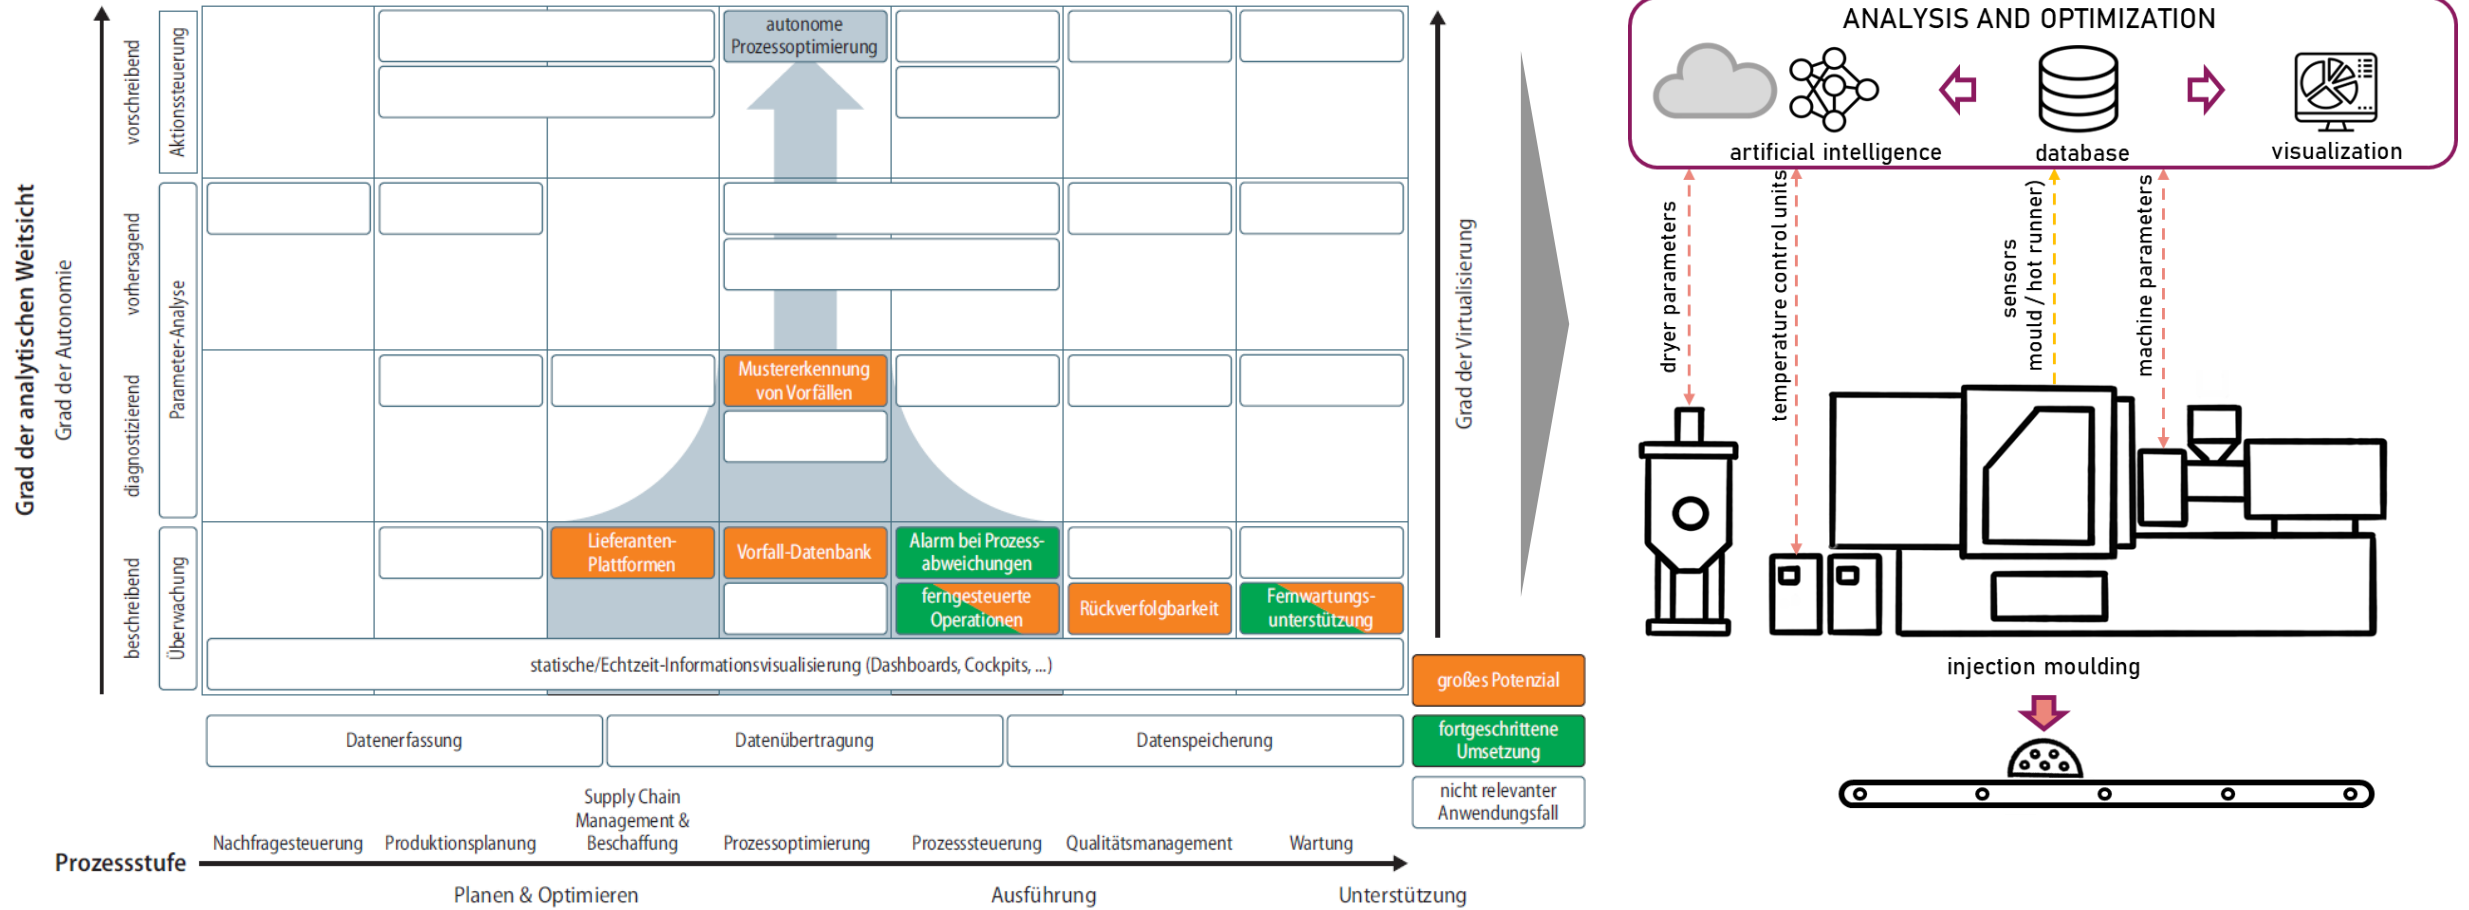 Grad der analytischen Weitsicht
Grad der Autonomie
vorschreibend
vorhersagend
diagnostizierend
beschreibend
Aktionssteuerung
Parameter-Analyse
Überwachung
autonome
Prozessoptimierung
Mustererkennung
von Vorfällen
Lieferanten-
Plattformen
Vorfall-Datenbank
Alarm bei Prozess-
abweichungen
ferngesteuerte
Operationen
Rückverfolgbarkeit
Fernwartungs-
unterstützung
statische/Echtzeit-Informationsvisualisierung (Dashboards, Cockpits, ...)
Datenerfassung
Datenübertragung
Datenspeicherung
Nachfragesteuerung
Produktionsplanung
Supply Chain
Management &
Beschaffung
Prozessoptimierung
Prozesssteuerung
Qualitätsmanagement
Wartung
Prozessstufe
Planen & Optimieren
Ausführung
Unterstützung
Grad der Virtualisierung
großes Potenzial
fortgeschrittene
Umsetzung
nicht relevanter
Anwendungsfall
ANALYSIS AND OPTIMIZATION
artificial intelligence
database
visualization
dryer parameters
temperature control units
sensors
mould / hot runner)
machine parameters
injection moulding